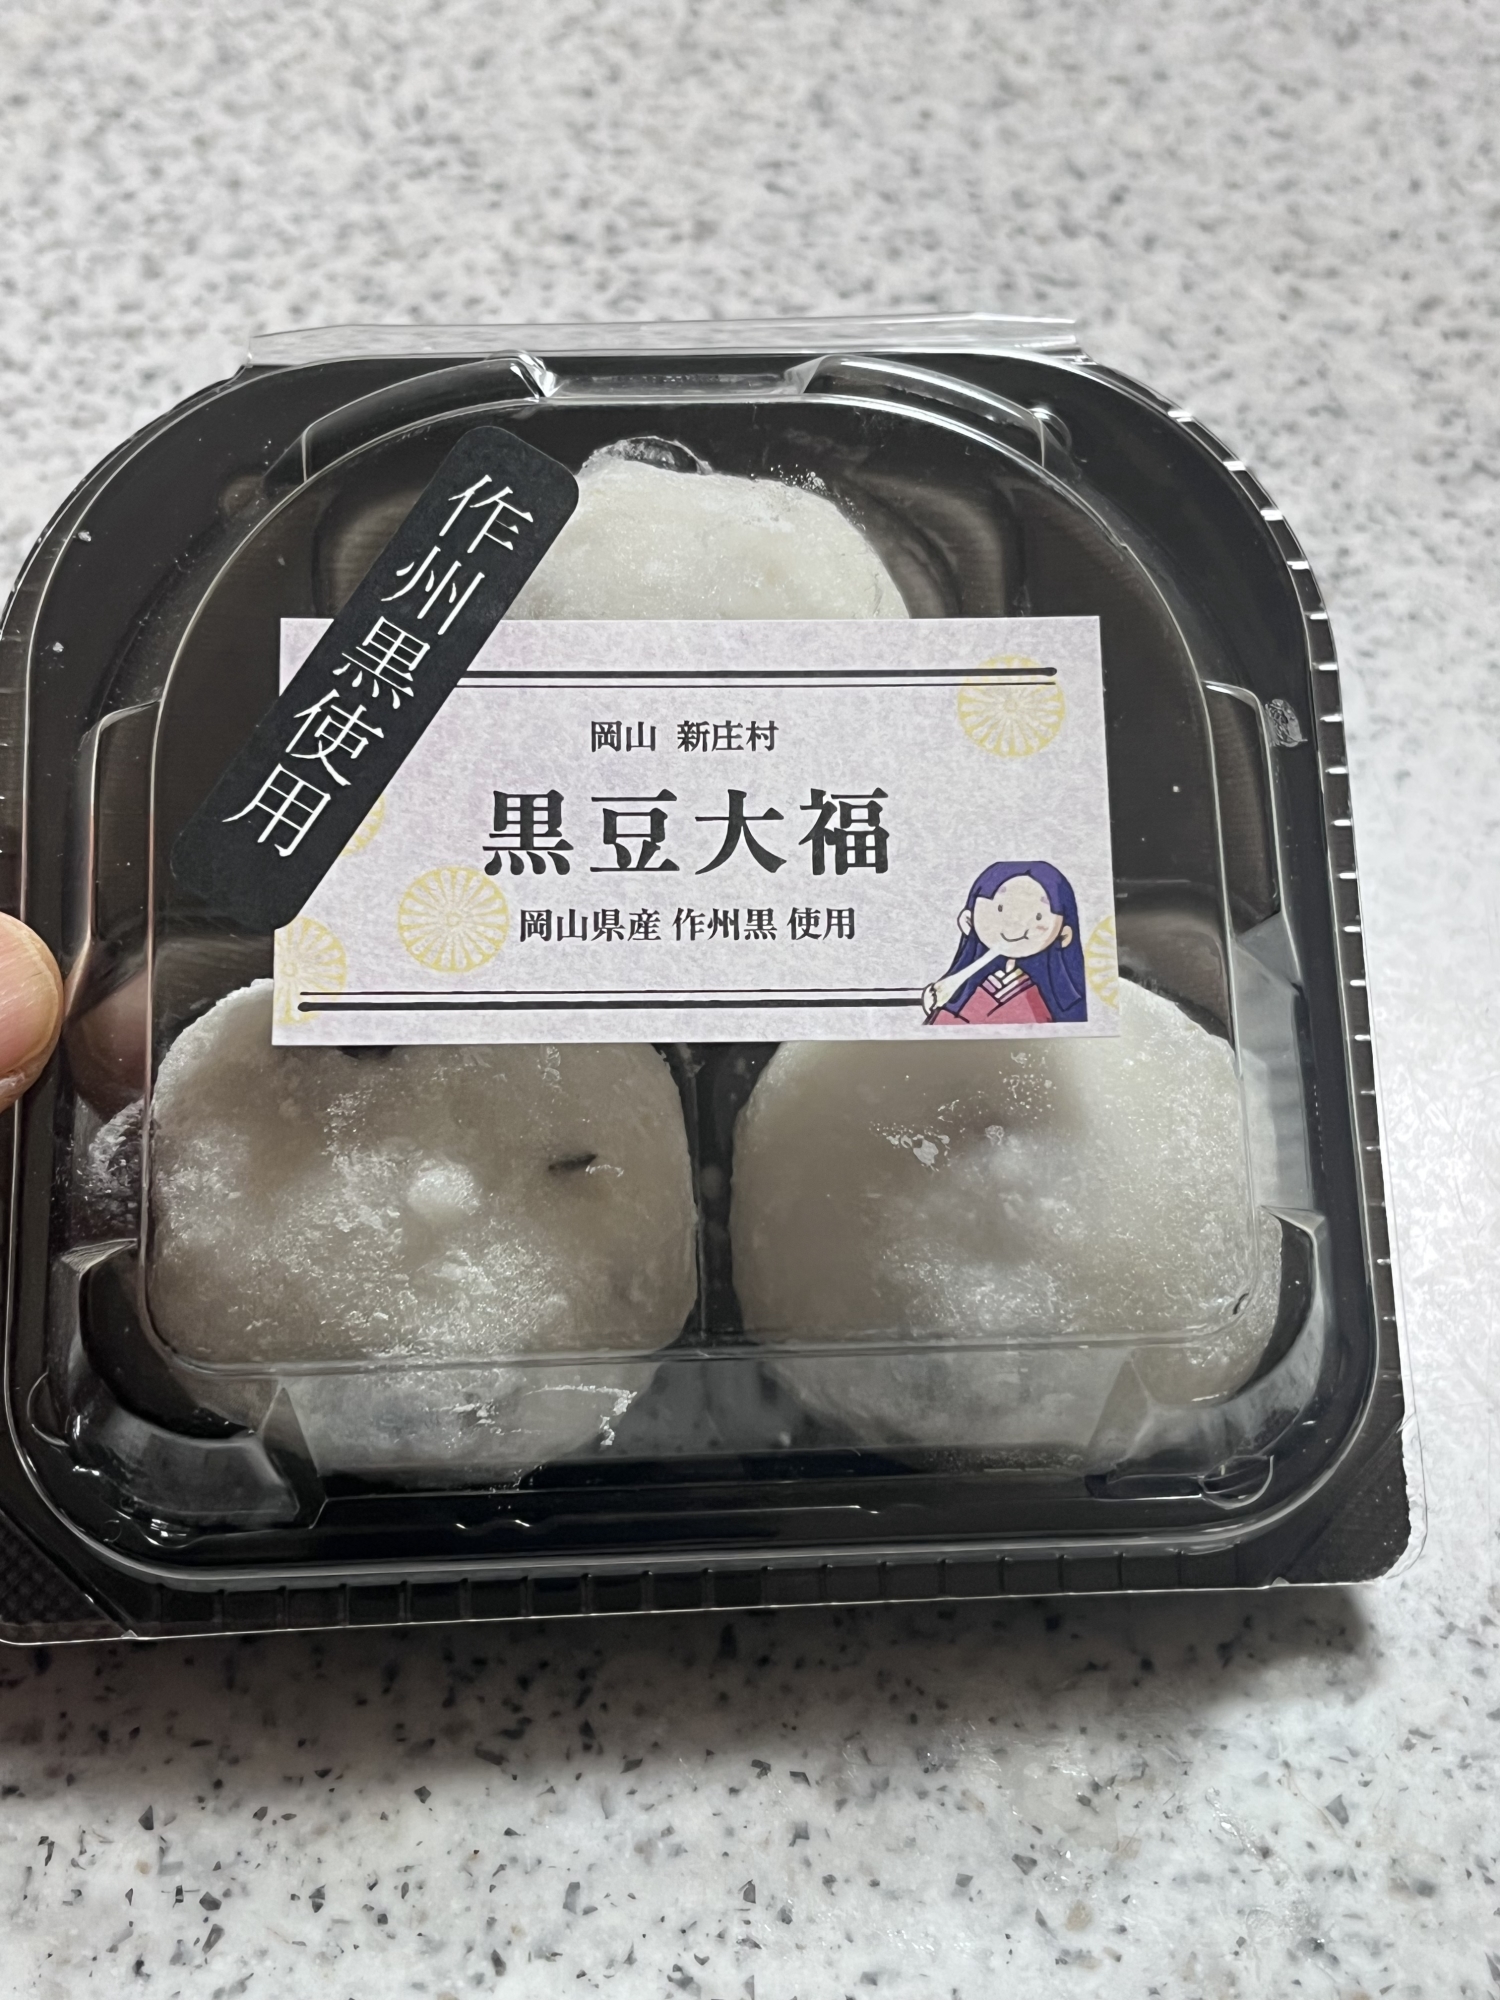 作州黒使用
岡山 新庄村
黒豆大福
岡山県産 作州黒 使用